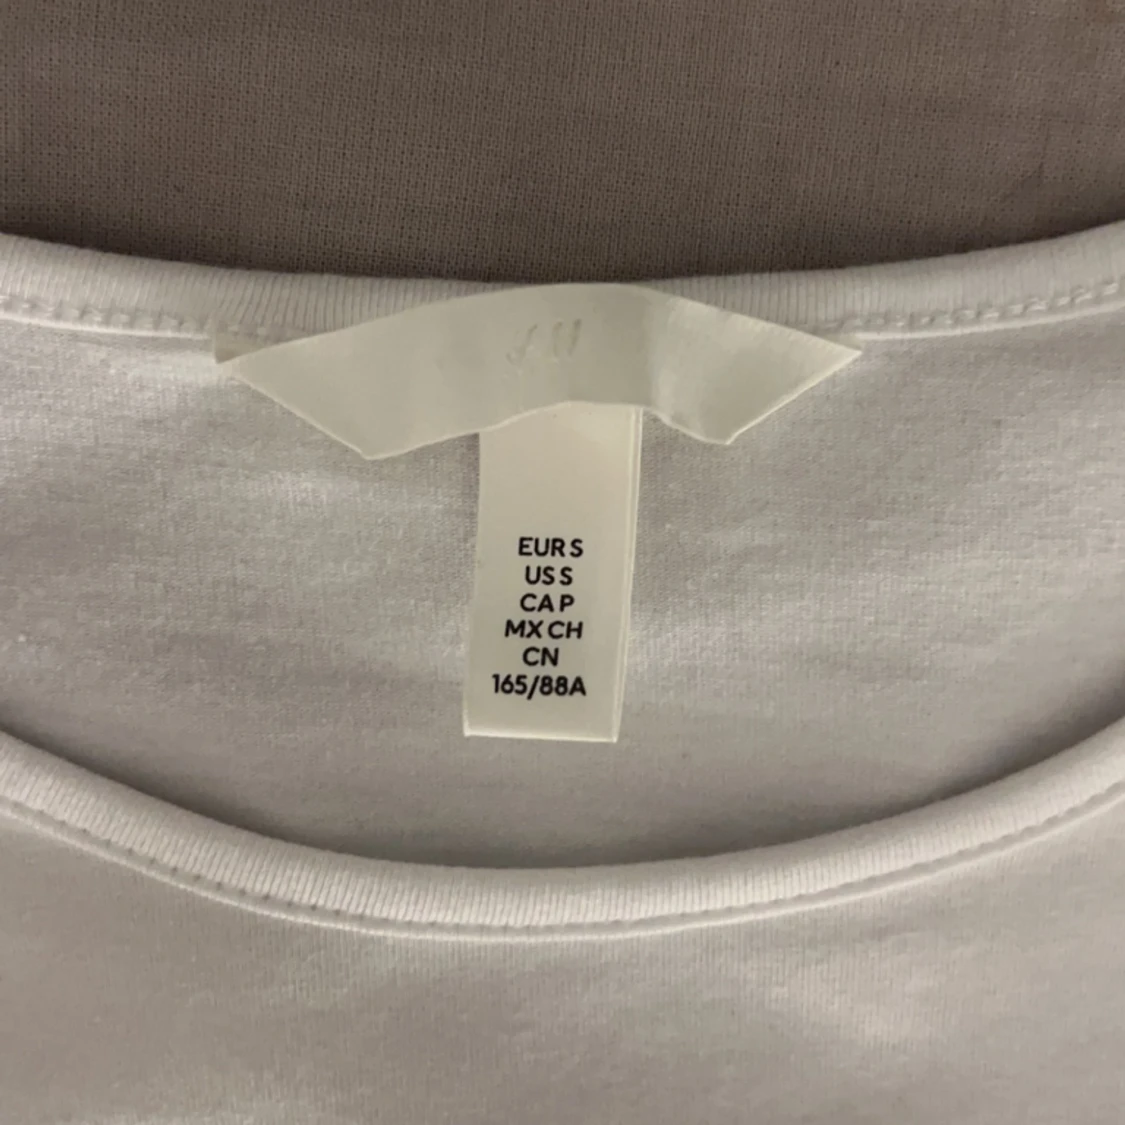 EUR S
US S
CA P
MX CH
CN
165/88A